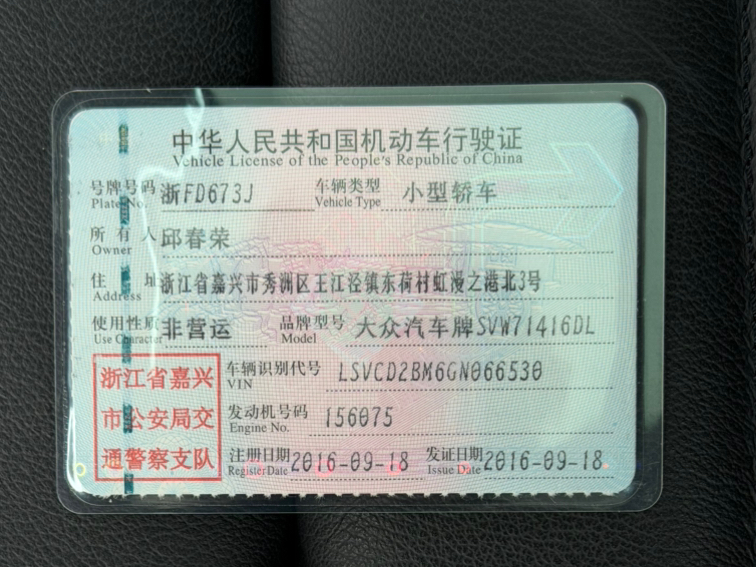 中华人民共和国机动车行驶证
Vehicle License of the People's Republic of China
号牌号码 浙FD673J 车辆类型 小型轿车
Plate No. Vehicle Type
所有人 邱春荣
Owner
住址 浙江省嘉兴市秀洲区王江泾镇东荷村虹漫之港北3号
Address
使用性质 非营运 品牌型号 大众汽车牌SVW71416DL
Use Character Model
浙江省嘉兴
市公安局交
通警察支队
车辆识别代号 LSVCD2BM6GN066530
VIN
发动机号码 156075
Engine No.
注册日期 2016-09-18 发证日期 2016-09-18
Register Date Issue Date